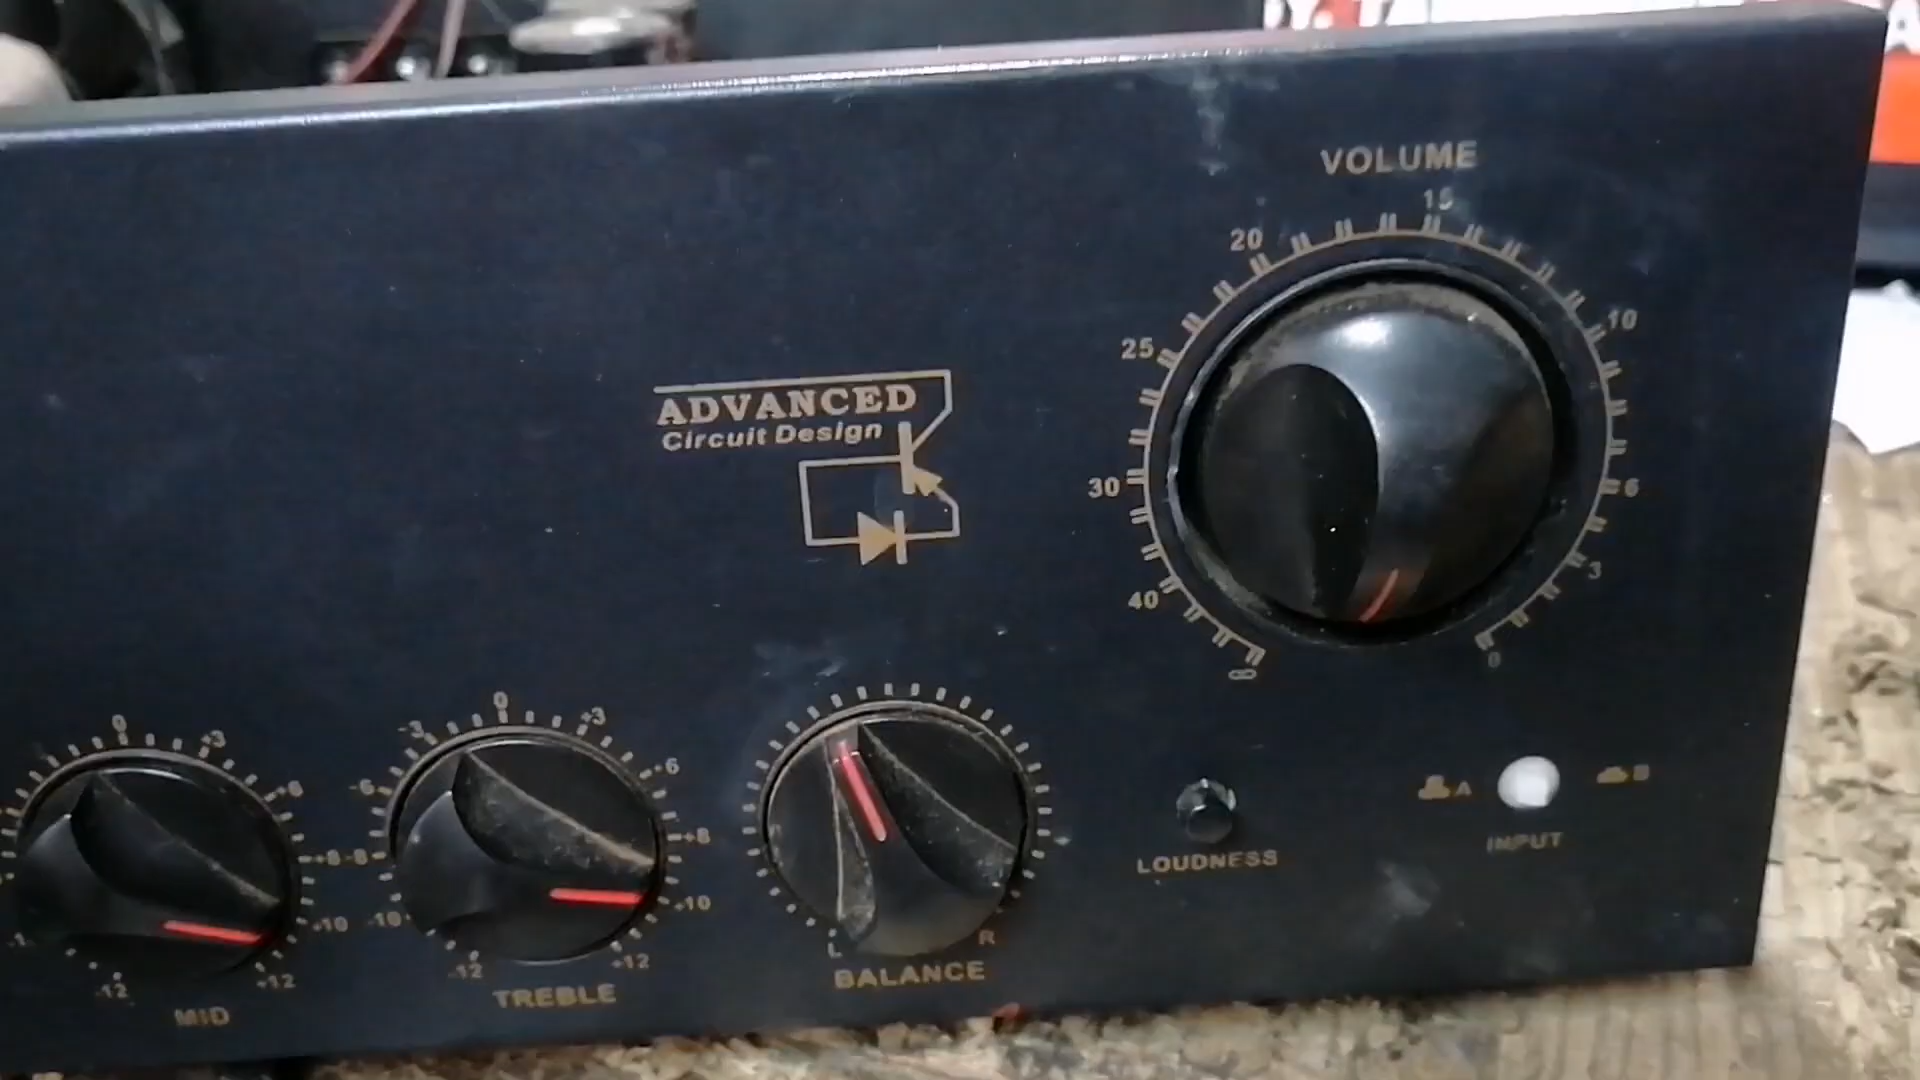 VOLUME
15
20
10
25
30
6
3
40
0
∞
ADVANCED
Circuit Design
0
+3
+6
+8
+10
+12
-12
MID
0
-3
+3
-6
+6
-8
+8
-10
+10
-12
+12
TREBLE
L
R
BALANCE
LOUDNESS
A
B
INPUT